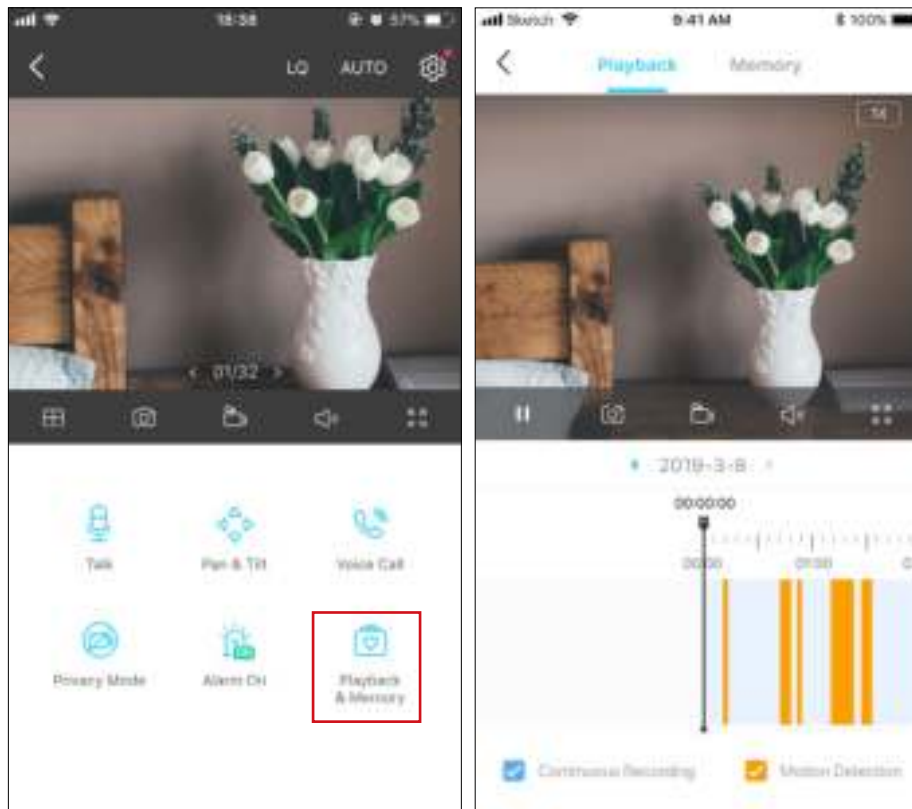 18:38
57%
LQ AUTO
01/32
Talk
Pan & Tilt
Voice Call
Privacy Mode
Alarm On
Playback
& Memory
Sketch
9:41 AM
100%
Playback
Memory
2019-3-8
00:00:00
00:00
01:00
Continuous Recording
Motion Detection